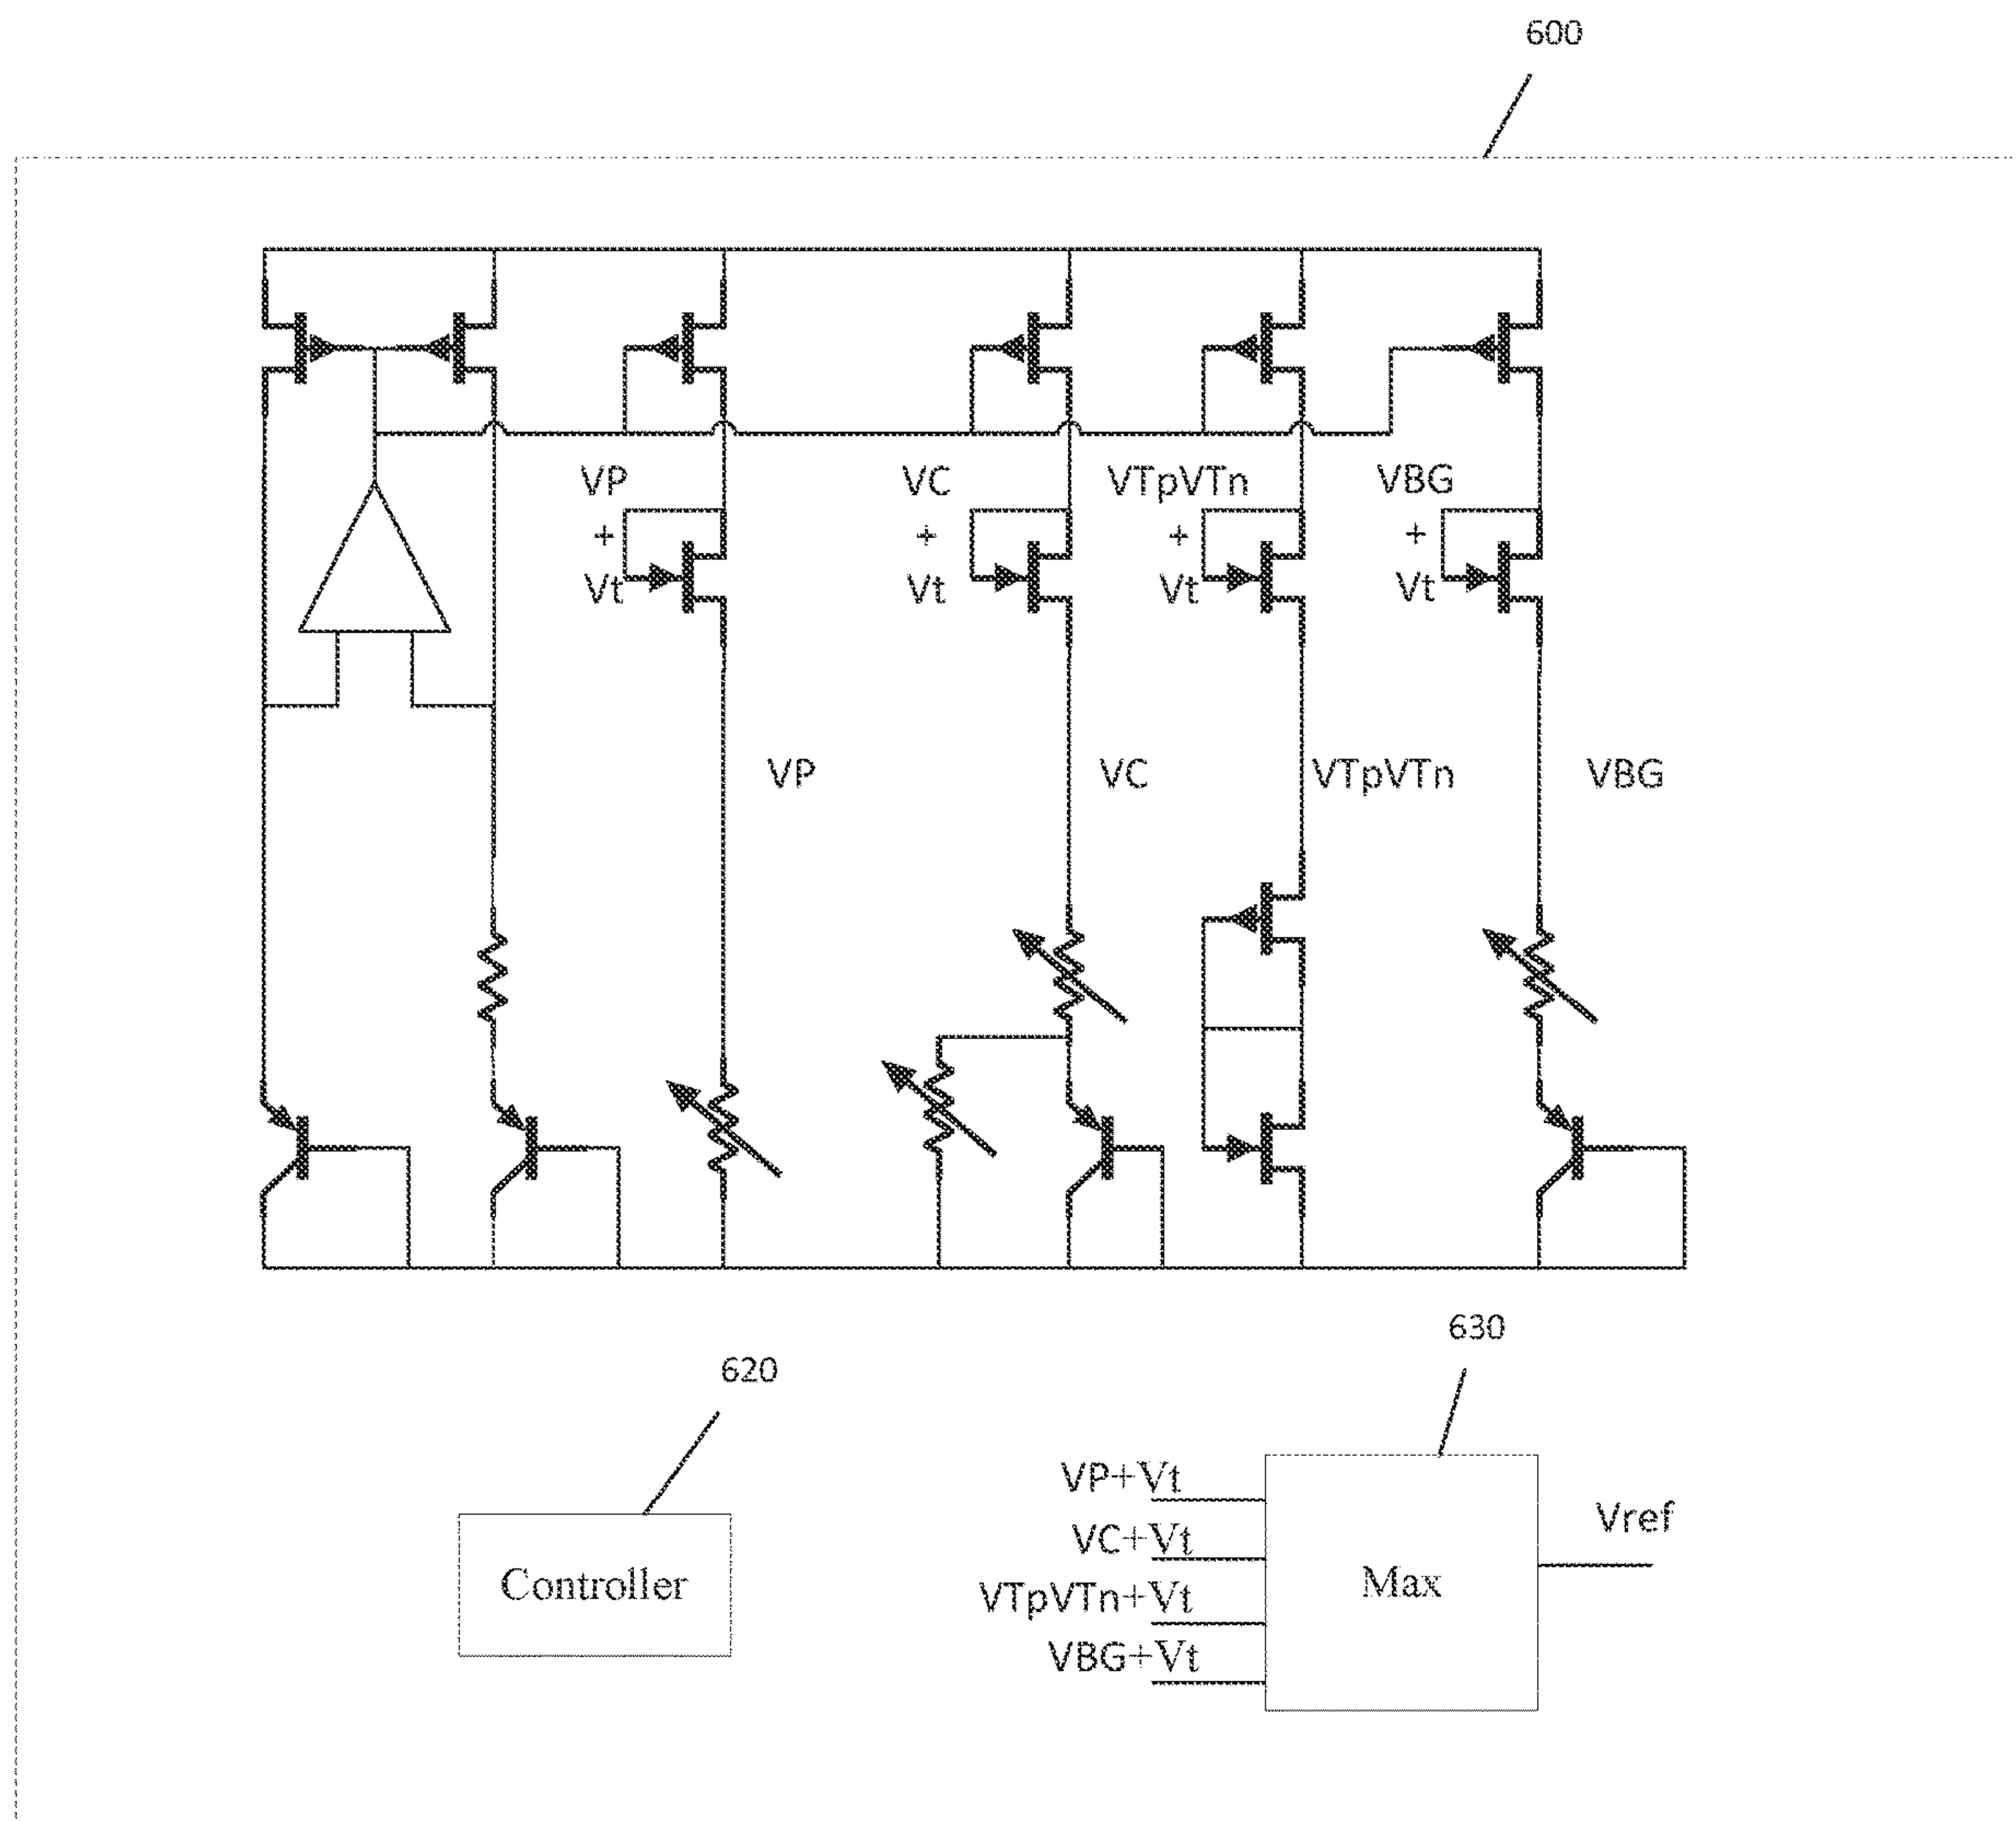 600
VP VC VTpVTn VBG
+ + + +
Vt Vt Vt Vt
VP VC VTpVTn VBG
630
620
VP+Vt
VC+Vt
VTpVTn+Vt
VBG+Vt
Vref
Max
Controller